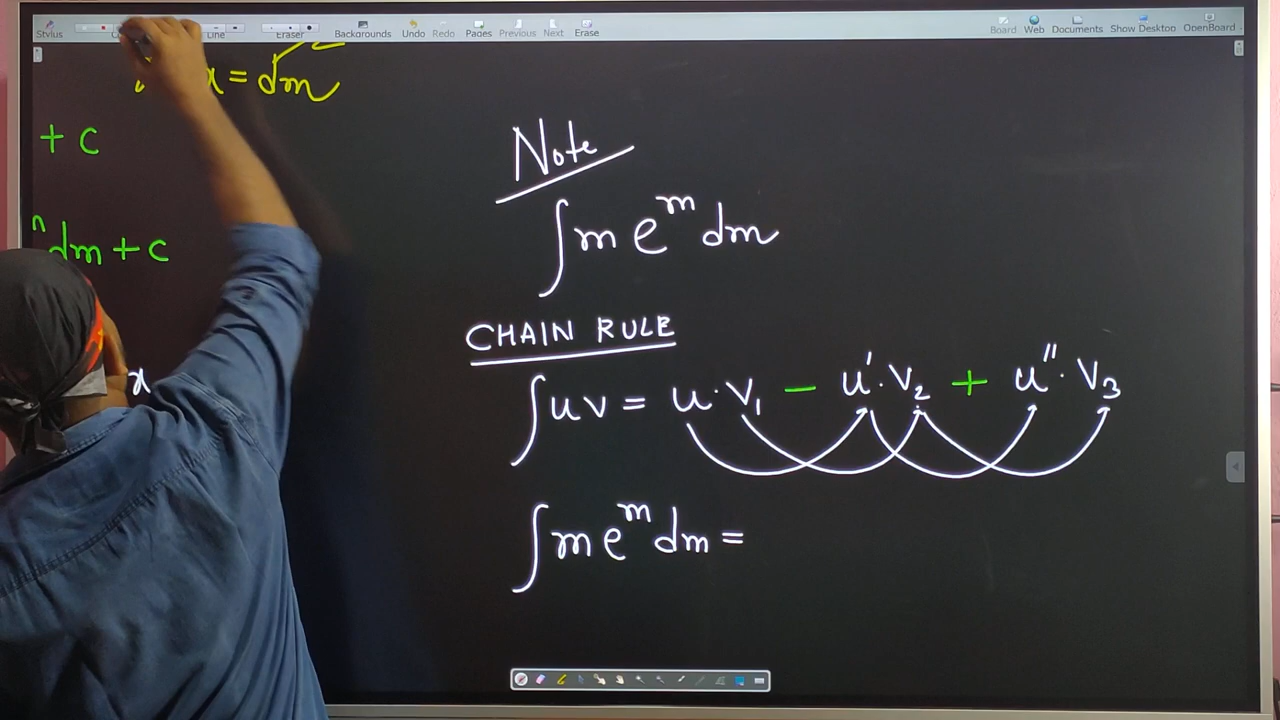 Stylus Line Eraser Backgrounds Undo Redo Pages Previous Next Erase Board Web Documents Show Desktop OpenBoard
x = dm
+ c
ⁿ dm + c
x
Note
∫ m e^m dm
CHAIN RULE
∫ u v = u · v₁ − u' · v₂ + u'' · v₃
∫ m e^m dm =